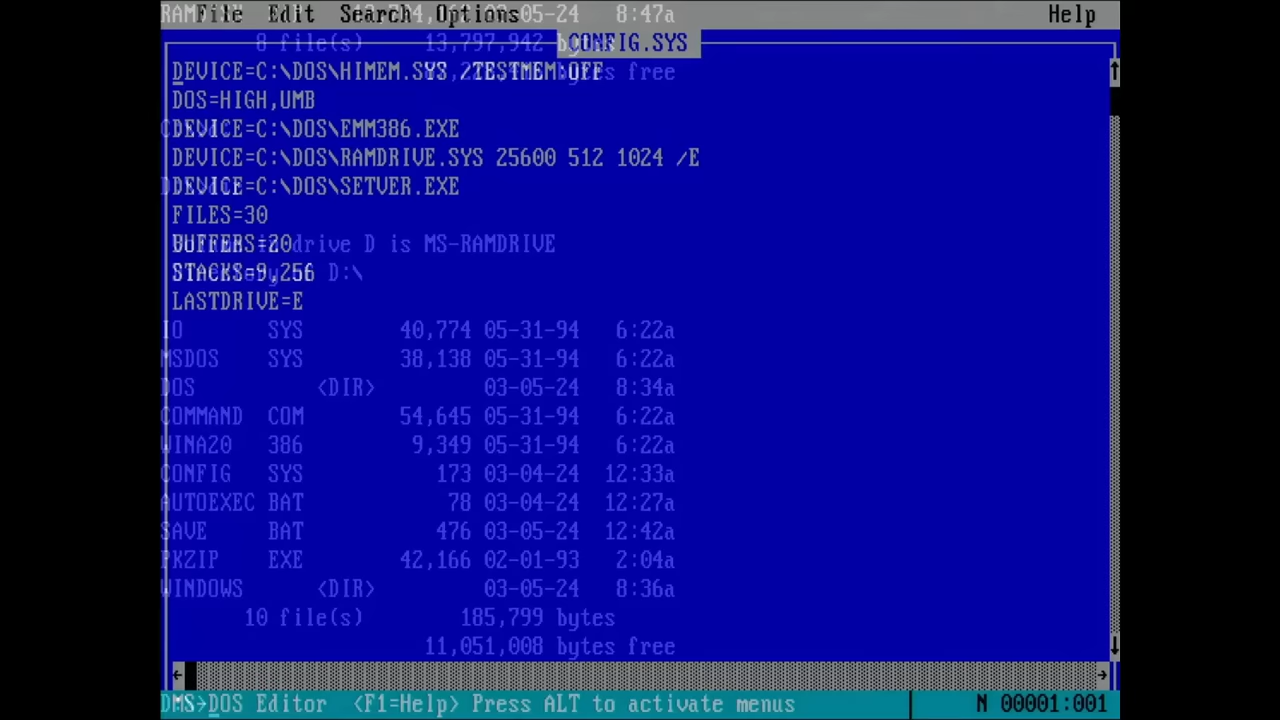 File Edit Search Options Help
8:47a
8 file(s) 13,797,942 bytes
CONFIG.SYS
DEVICE=C:\DOS\HIMEM.SYS /TESTMEM:OFF
bytes free
DOS=HIGH,UMB
DEVICE=C:\DOS\EMM386.EXE
DEVICE=C:\DOS\RAMDRIVE.SYS 25600 512 1024 /E
DEVICE=C:\DOS\SETVER.EXE
FILES=30
BUFFERS=20
drive D is MS-RAMDRIVE
STACKS=9,256
D:\
LASTDRIVE=E
IO SYS 40,774 05-31-94 6:22a
MSDOS SYS 38,138 05-31-94 6:22a
DOS <DIR> 03-05-24 8:34a
COMMAND COM 54,645 05-31-94 6:22a
WINA20 386 9,349 05-31-94 6:22a
CONFIG SYS 173 03-04-24 12:33a
AUTOEXEC BAT 78 03-04-24 12:27a
SAVE BAT 476 03-05-24 12:42a
PKZIP EXE 42,166 02-01-93 2:04a
WINDOWS <DIR> 03-05-24 8:36a
10 file(s) 185,799 bytes
11,051,008 bytes free
DOS Editor <F1=Help> Press ALT to activate menus N 00001:001